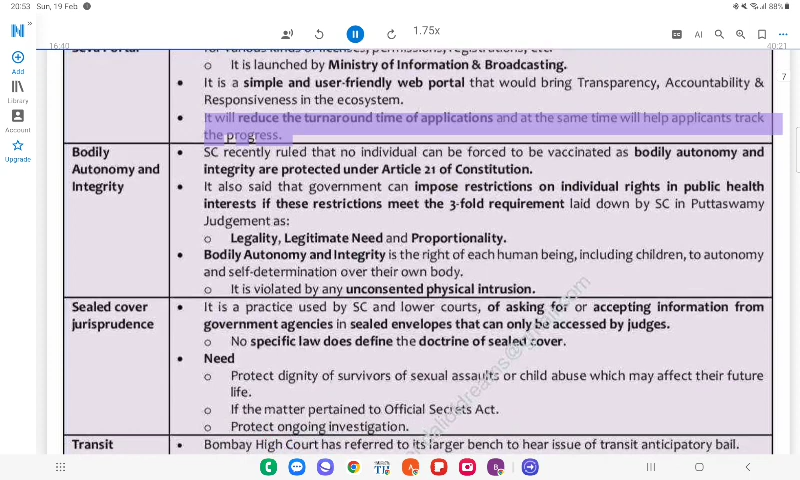 20:53 Sun, 19 Feb
88%
N
1.75x
AI
Add
Library
Account
Upgrade
16:40
40:21
7
Seva Portal
for various kinds of licenses, permissions, registrations, etc.
o It is launched by Ministry of Information & Broadcasting.
• It is a simple and user-friendly web portal that would bring Transparency, Accountability &
Responsiveness in the ecosystem.
• It will reduce the turnaround time of applications and at the same time will help applicants track
the progress.
Bodily
Autonomy and
Integrity
• SC recently ruled that no individual can be forced to be vaccinated as bodily autonomy and
integrity are protected under Article 21 of Constitution.
• It also said that government can impose restrictions on individual rights in public health
interests if these restrictions meet the 3-fold requirement laid down by SC in Puttaswamy
Judgement as:
o Legality, Legitimate Need and Proportionality.
• Bodily Autonomy and Integrity is the right of each human being, including children, to autonomy
and self-determination over their own body.
o It is violated by any unconsented physical intrusion.
Sealed cover
jurisprudence
• It is a practice used by SC and lower courts, of asking for or accepting information from
government agencies in sealed envelopes that can only be accessed by judges.
o No specific law does define the doctrine of sealed cover.
• Need
o Protect dignity of survivors of sexual assaults or child abuse which may affect their future
life.
o If the matter pertained to Official Secrets Act.
o Protect ongoing investigation.
Transit
• Bombay High Court has referred to its larger bench to hear issue of transit anticipatory bail.